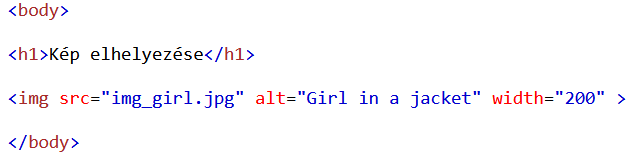 <body>
<h1>Kép elhelyezése</h1>
<img src="img_girl.jpg" alt="Girl in a jacket" width="200" >
</body>